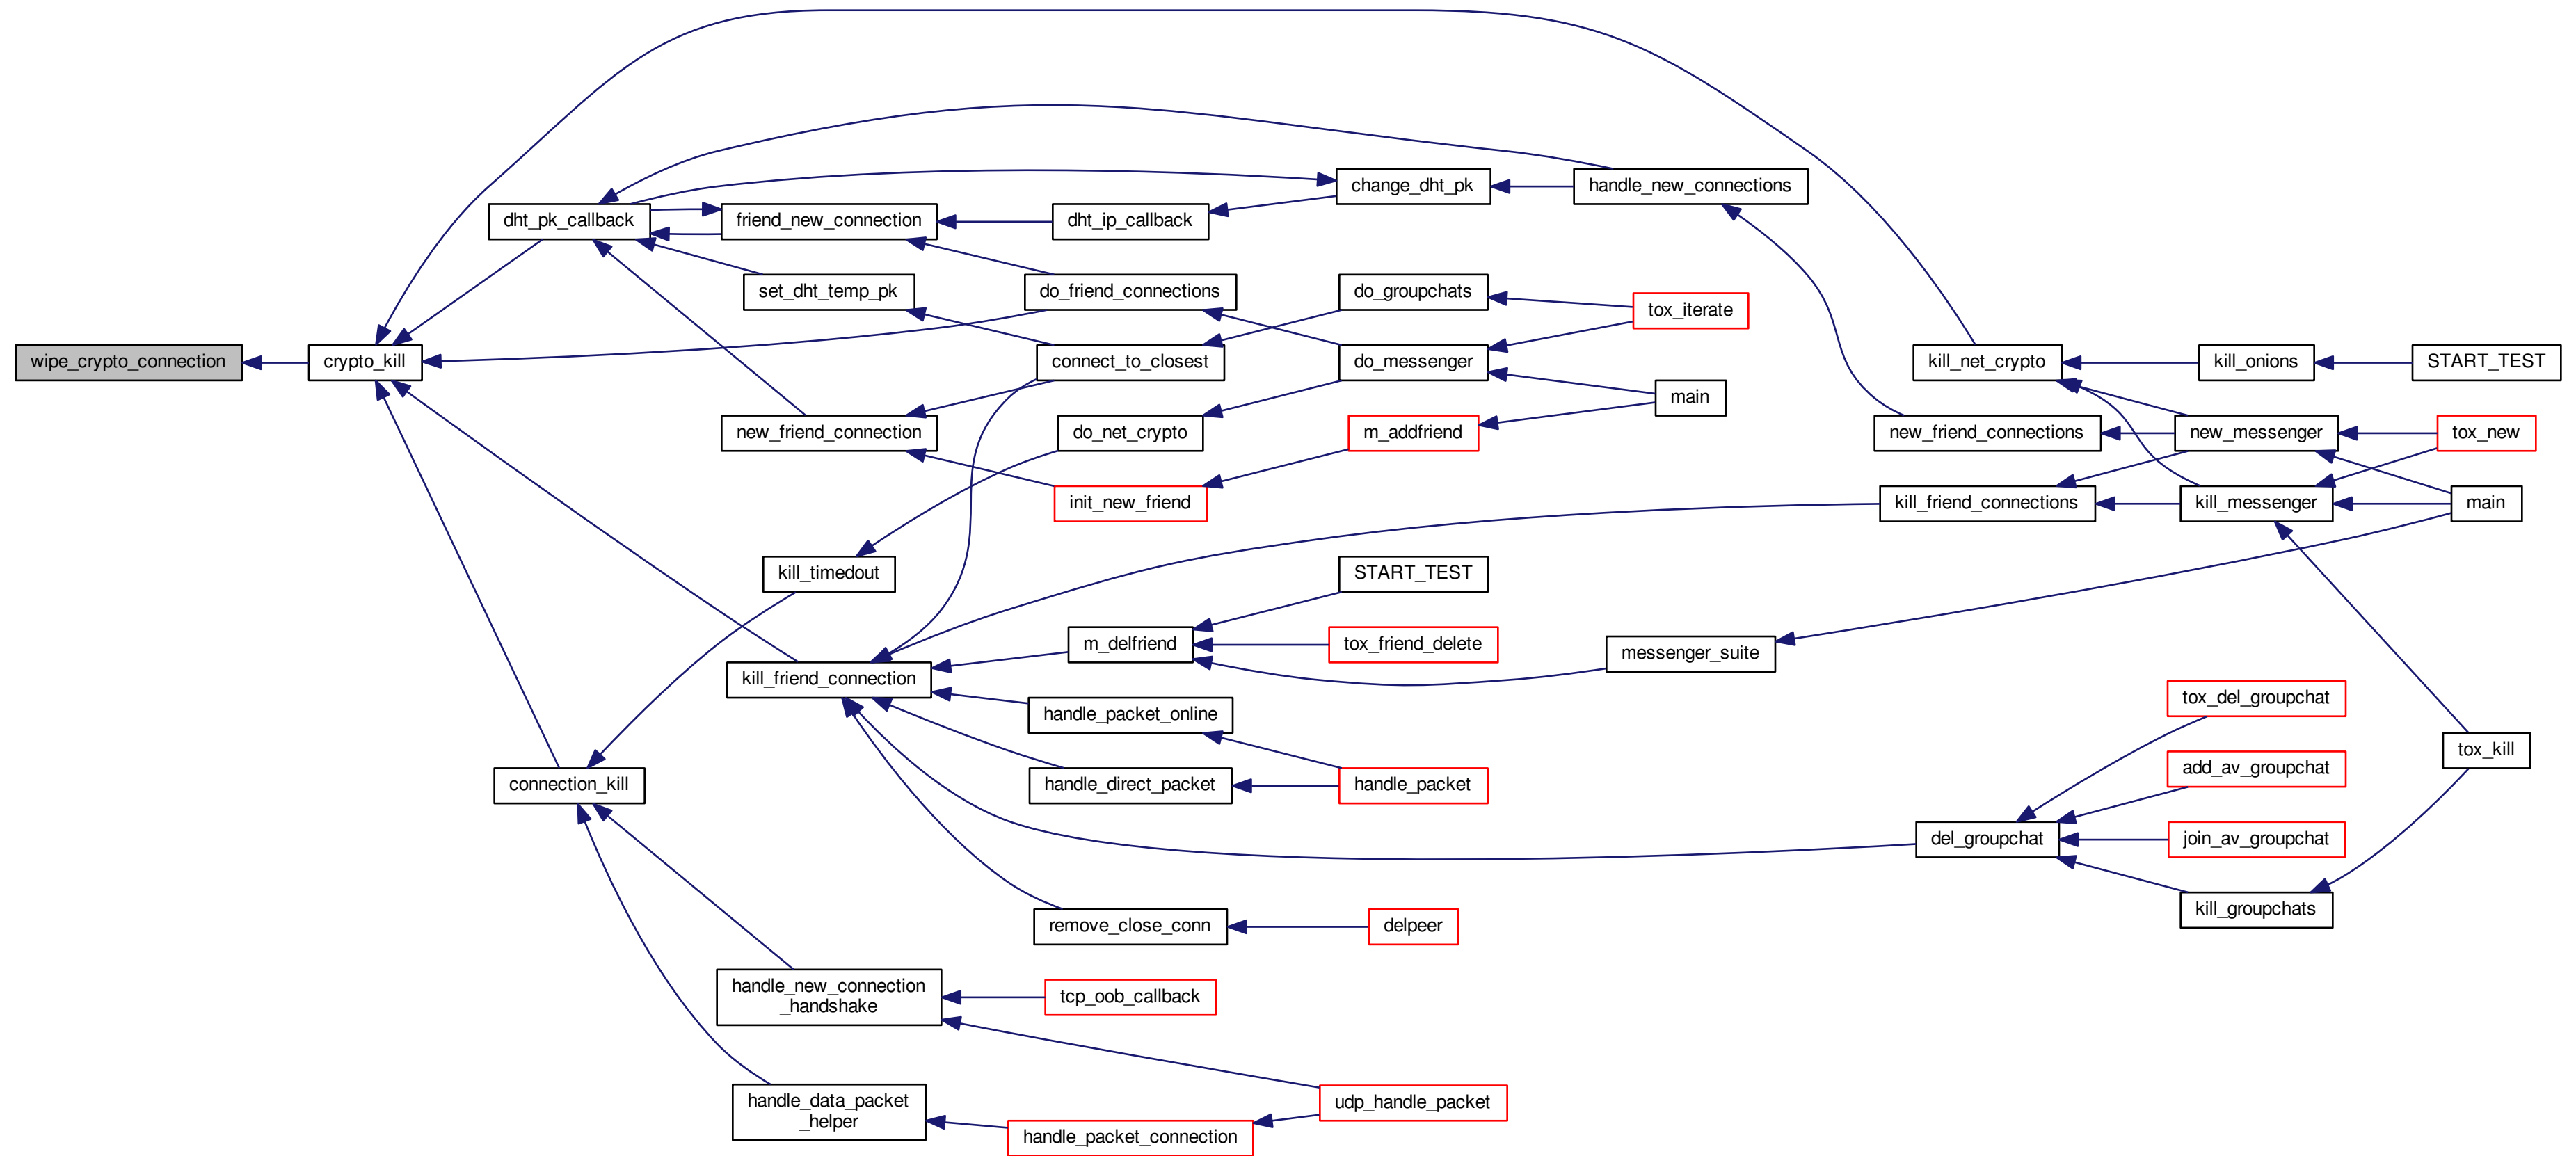 wipe_crypto_connection
crypto_kill
dht_pk_callback
connection_kill
friend_new_connection
set_dht_temp_pk
new_friend_connection
kill_timedout
kill_friend_connection
handle_new_connection
_handshake
handle_data_packet
_helper
dht_ip_callback
do_friend_connections
connect_to_closest
do_net_crypto
init_new_friend
m_delfriend
handle_packet_online
handle_direct_packet
remove_close_conn
tcp_oob_callback
handle_packet_connection
change_dht_pk
do_groupchats
do_messenger
m_addfriend
START_TEST
tox_friend_delete
handle_packet
delpeer
udp_handle_packet
handle_new_connections
tox_iterate
main
messenger_suite
kill_net_crypto
new_friend_connections
kill_friend_connections
del_groupchat
kill_onions
new_messenger
kill_messenger
tox_del_groupchat
add_av_groupchat
join_av_groupchat
kill_groupchats
START_TEST
tox_new
main
tox_kill